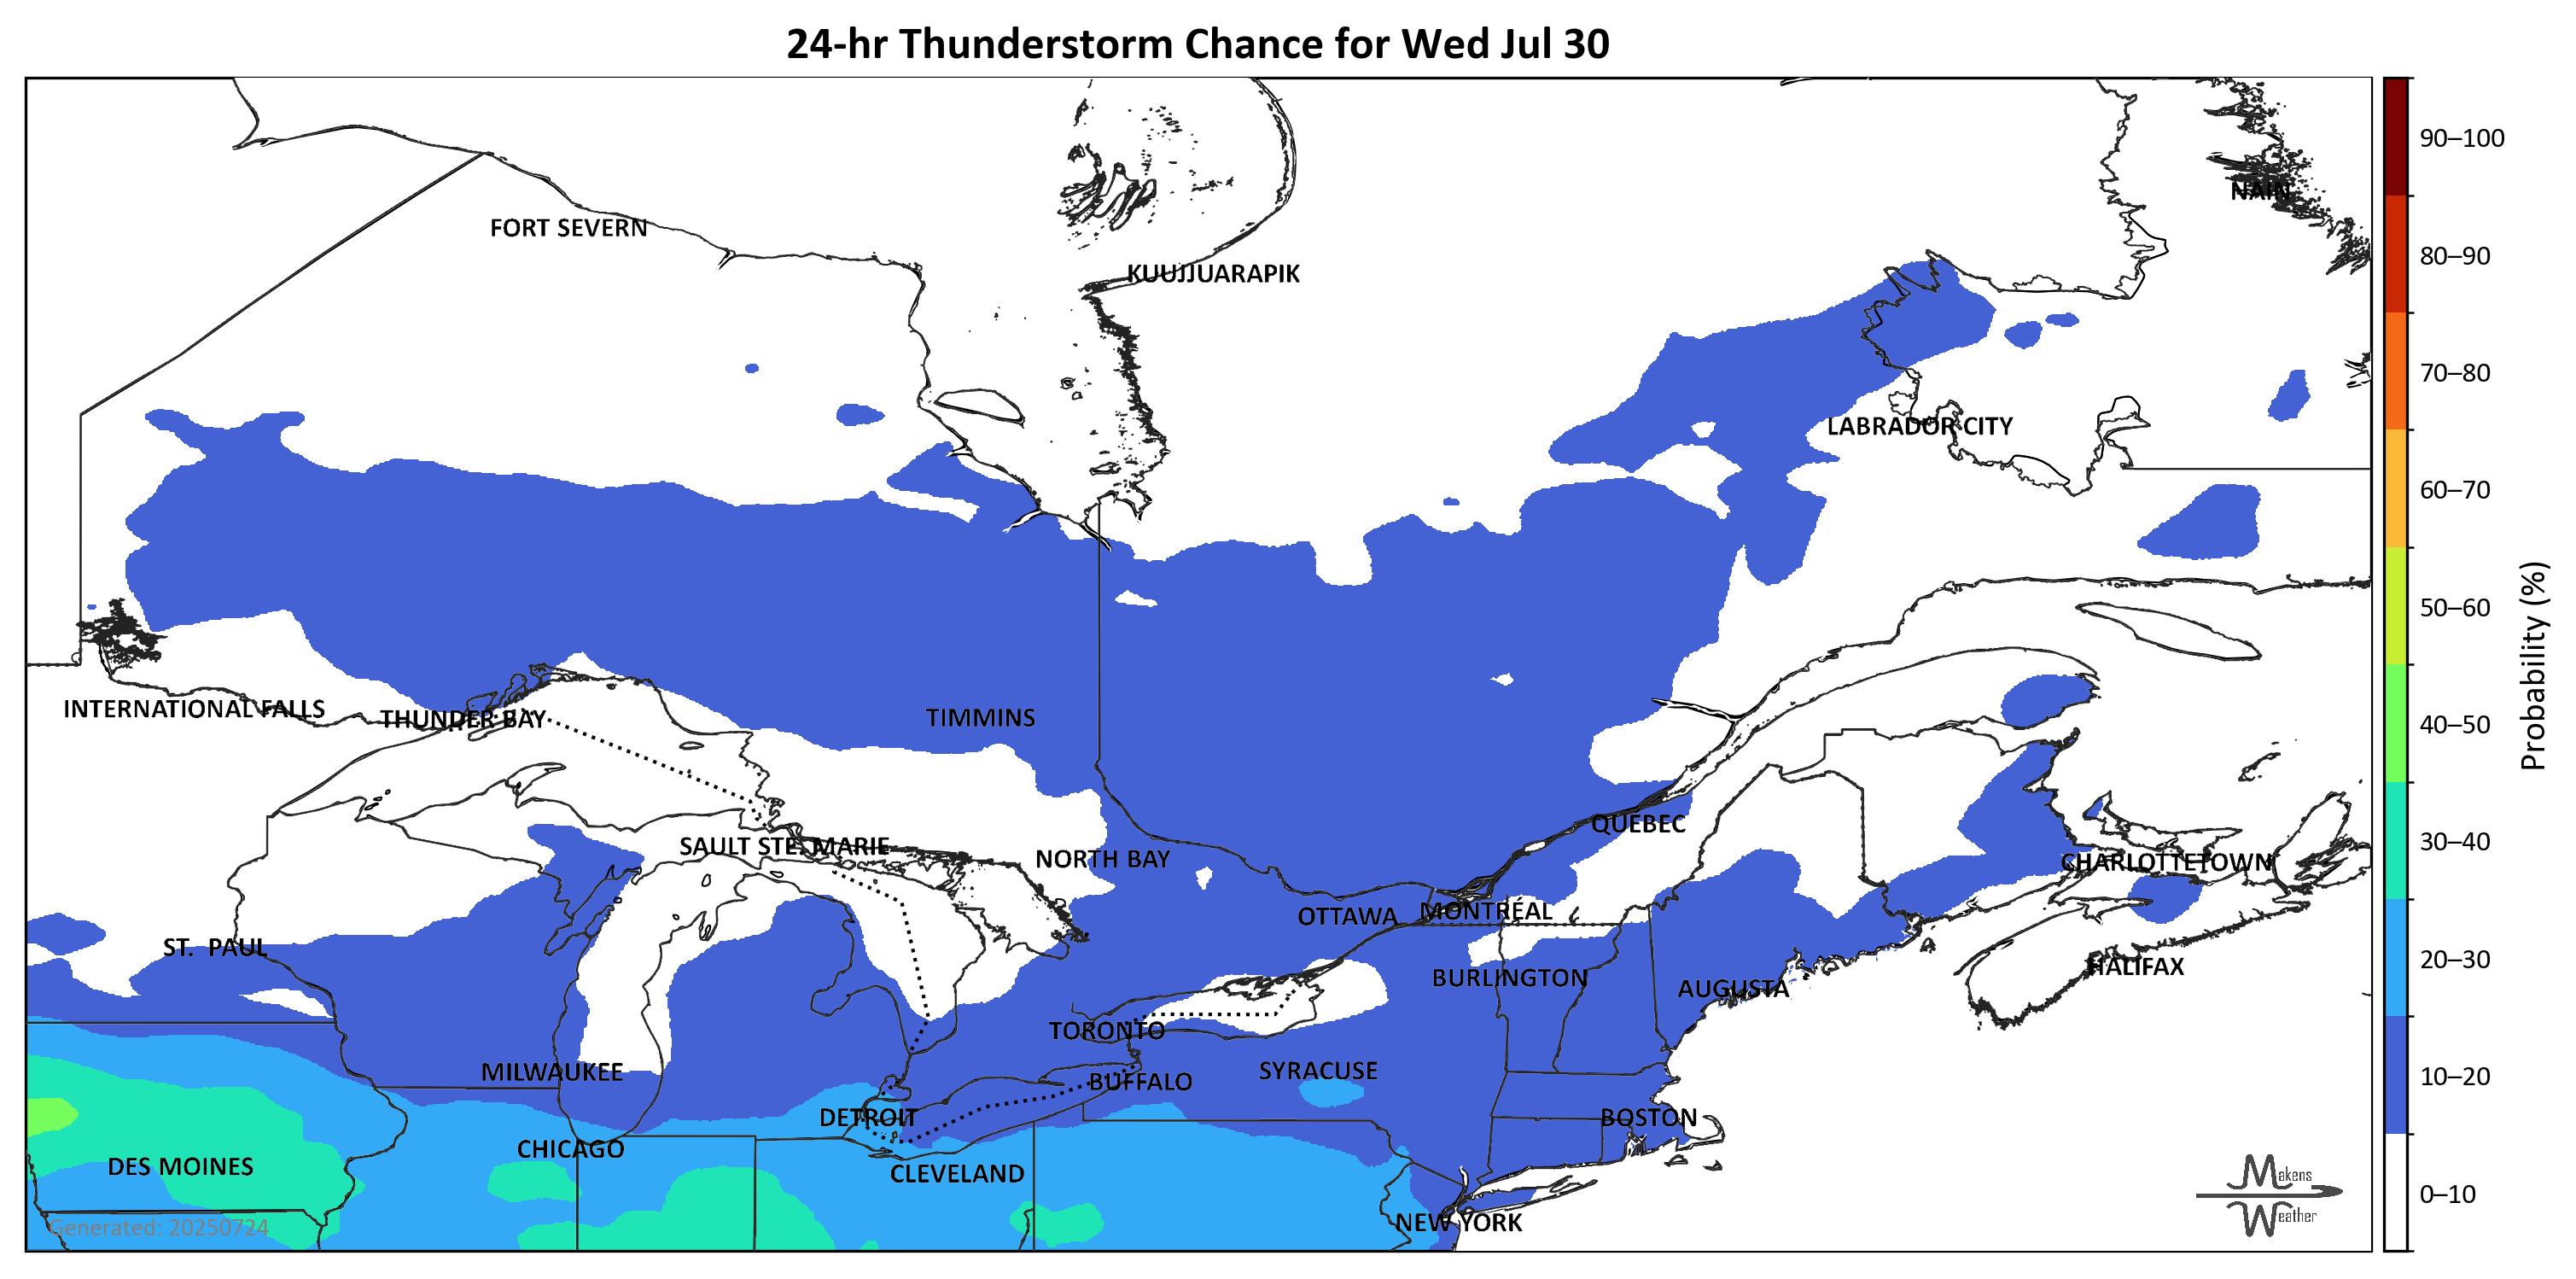 24-hr Thunderstorm Chance for Wed Jul 30
90–100
NAIN
FORT SEVERN
80–90
KUUJJUARAPIK
70–80
LABRADOR CITY
60–70
50–60
Probability (%)
INTERNATIONAL FALLS
THUNDER BAY
TIMMINS
40–50
QUEBEC
30–40
SAULT STE. MARIE
NORTH BAY
CHARLOTTETOWN
OTTAWA
MONTRÉAL
ST. PAUL
20–30
HALIFAX
BURLINGTON
AUGUSTA
TORONTO
MILWAUKEE
SYRACUSE
BUFFALO
10–20
DETROIT
BOSTON
CHICAGO
DES MOINES
CLEVELAND
Makens
Weather
0–10
NEW YORK
Generated: 20250724